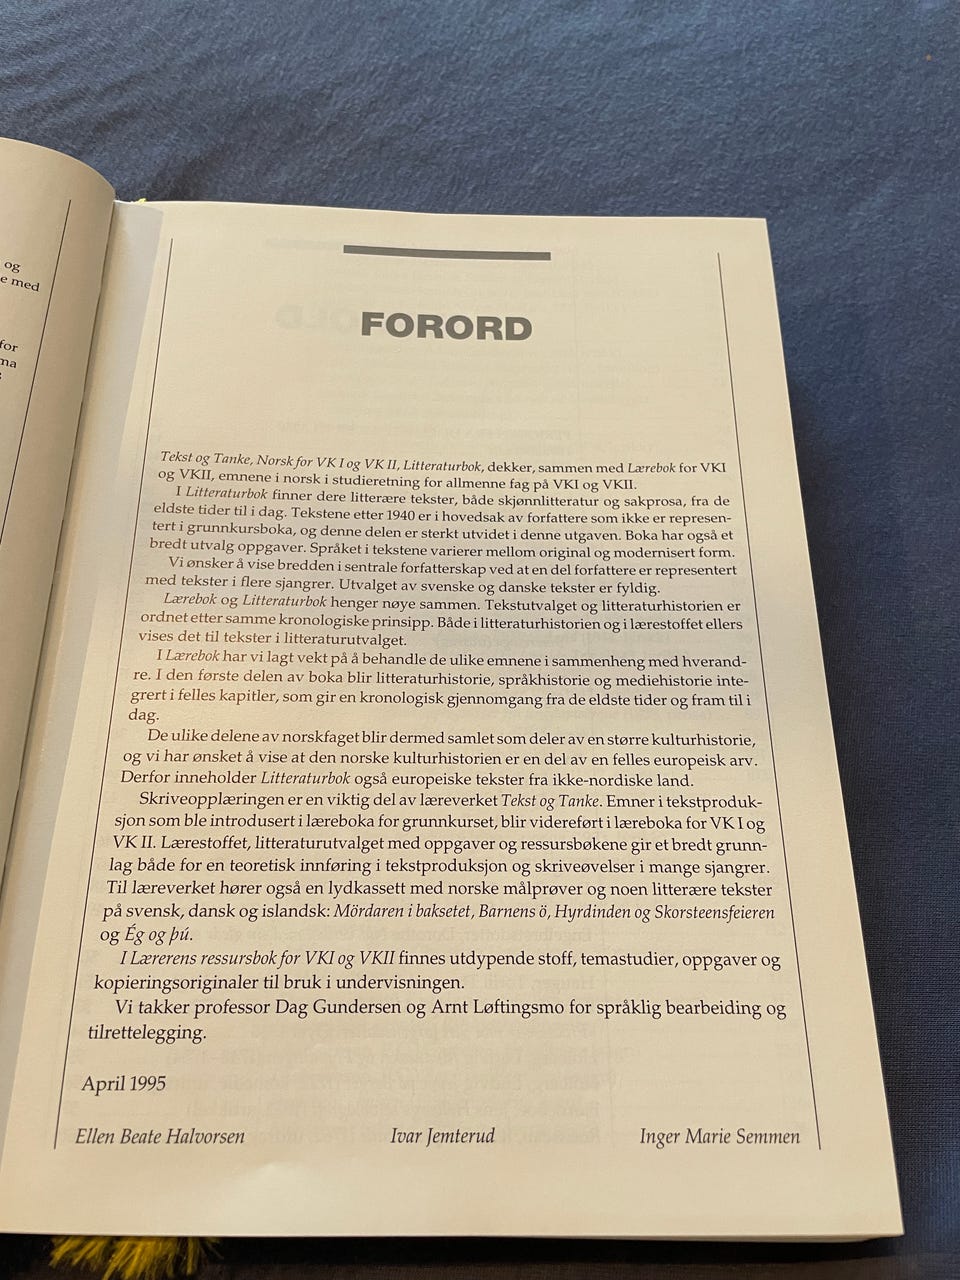 og
e med
for
ma
FORORD
Tekst og Tanke, Norsk for VK I og VK II, Litteraturbok, dekker, sammen med Lærebok for VKI
og VKII, emnene i norsk i studieretning for allmenne fag på VKI og VKII.
I Litteraturbok finner dere litterære tekster, både skjønnlitteratur og sakprosa, fra de
eldste tider til i dag. Tekstene etter 1940 er i hovedsak av forfattere som ikke er represen-
tert i grunnkursboka, og denne delen er sterkt utvidet i denne utgaven. Boka har også et
bredt utvalg oppgaver. Språket i tekstene varierer mellom original og modernisert form.
Vi ønsker å vise bredden i sentrale forfatterskap ved at en del forfattere er representert
med tekster i flere sjangrer. Utvalget av svenske og danske tekster er fyldig.
Lærebok og Litteraturbok henger nøye sammen. Tekstutvalget og litteraturhistorien er
ordnet etter samme kronologiske prinsipp. Både i litteraturhistorien og i lærestoffet ellers
vises det til tekster i litteraturutvalget.
I Lærebok har vi lagt vekt på å behandle de ulike emnene i sammenheng med hverand-
re. I den første delen av boka blir litteraturhistorie, språkhistorie og mediehistorie inte-
grert i felles kapitler, som gir en kronologisk gjennomgang fra de eldste tider og fram til i
dag.
De ulike delene av norskfaget blir dermed samlet som deler av en større kulturhistorie,
og vi har ønsket å vise at den norske kulturhistorien er en del av en felles europeisk arv.
Derfor inneholder Litteraturbok også europeiske tekster fra ikke-nordiske land.
Skriveopplæringen er en viktig del av læreverket Tekst og Tanke. Emner i tekstproduk-
sjon som ble introdusert i læreboka for grunnkurset, blir videreført i læreboka for VK I og
VK II. Lærestoffet, litteraturutvalget med oppgaver og ressursbøkene gir et bredt grunn-
lag både for en teoretisk innføring i tekstproduksjon og skriveøvelser i mange sjangrer.
Til læreverket hører også en lydkassett med norske målprøver og noen litterære tekster
på svensk, dansk og islandsk: Mördaren i baksetet, Barnens ö, Hyrdinden og Skorsteensfeieren
og Ég og þú.
I Lærerens ressursbok for VKI og VKII finnes utdypende stoff, temastudier, oppgaver og
kopieringsoriginaler til bruk i undervisningen.
Vi takker professor Dag Gundersen og Arnt Løftingsmo for språklig bearbeiding og
tilrettelegging.
April 1995
Ellen Beate Halvorsen Ivar Jemterud Inger Marie Semmen